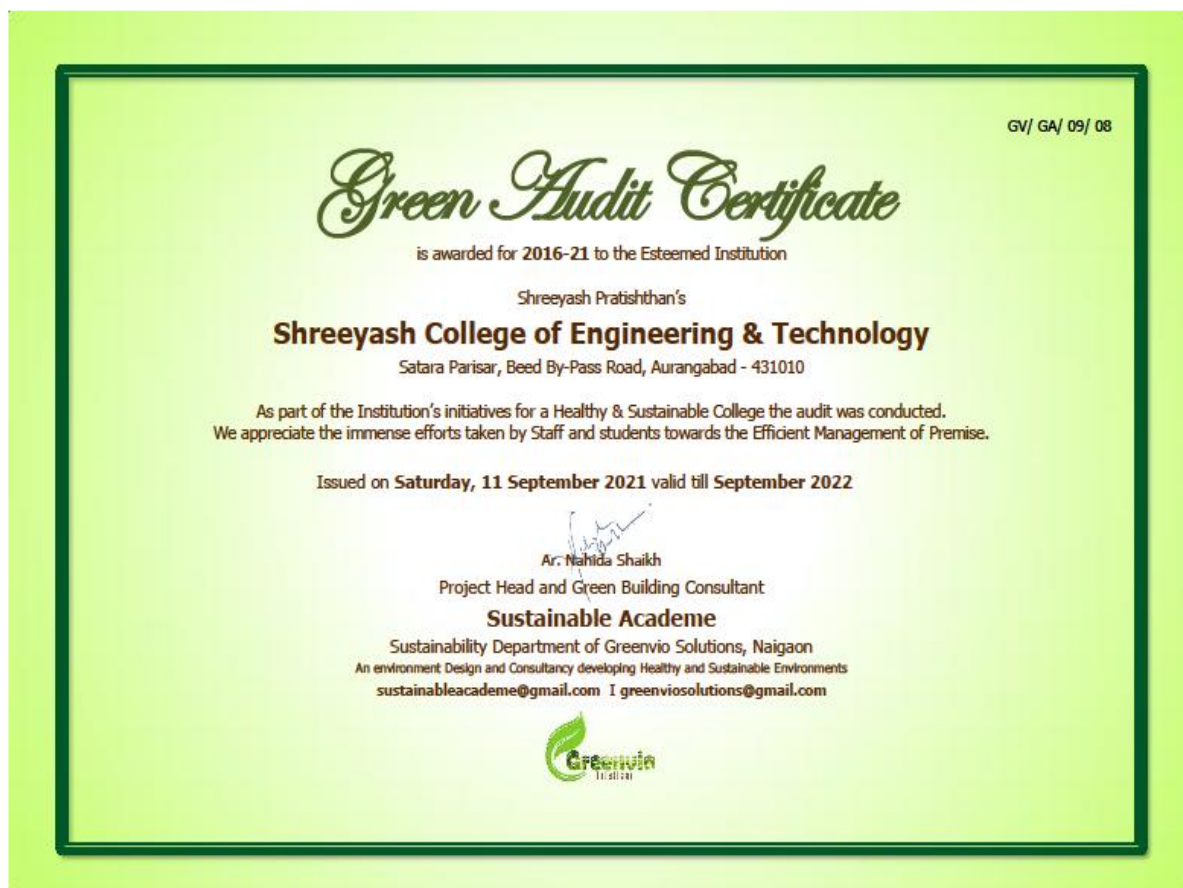 GV/ GA/ 09/ 08
Green Audit Certificate
is awarded for 2016-21 to the Esteemed Institution
Shreeyash Pratishthan's
Shreeyash College of Engineering & Technology
Satara Parisar, Beed By-Pass Road, Aurangabad - 431010
As part of the Institution's initiatives for a Healthy & Sustainable College the audit was conducted.
We appreciate the immense efforts taken by Staff and students towards the Efficient Management of Premise.
Issued on Saturday, 11 September 2021 valid till September 2022
Ar. Nahida Shaikh
Project Head and Green Building Consultant
Sustainable Academe
Sustainability Department of Greenvio Solutions, Naigaon
An environment Design and Consultancy developing Healthy and Sustainable Environments
sustainableacademe@gmail.com I greenviosolutions@gmail.com
Greenvio